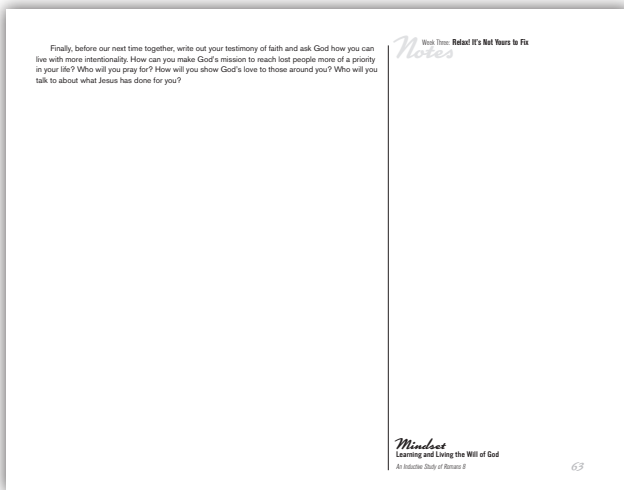 Finally, before our next time together, write out your testimony of faith and ask God how you can
live with more intentionality. How can you make God's mission to reach lost people more of a priority
in your life? Who will you pray for? How will you show God's love to those around you? Who will you
talk to about what Jesus has done for you?
Week Three: Relax! It's Not Yours to Fix
Notes
Mindset
Learning and Living the Will of God
An Inductive Study of Romans 8
63